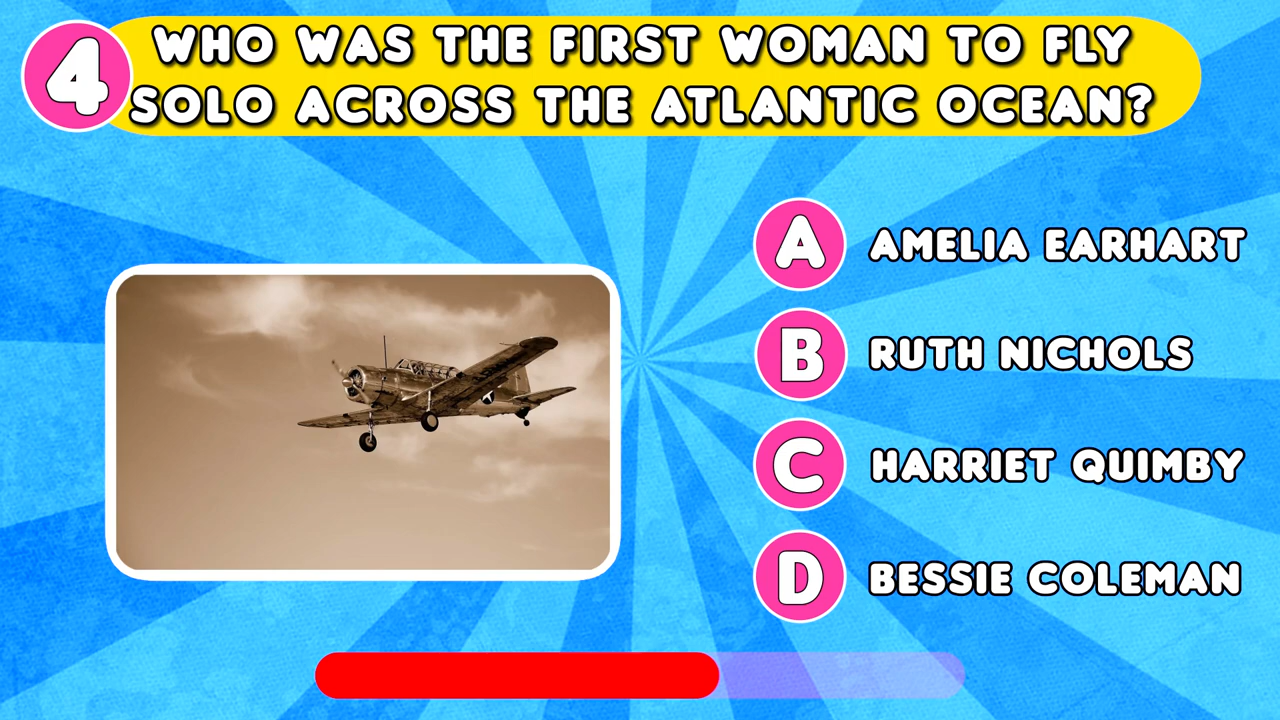 4
WHO WAS THE FIRST WOMAN TO FLY
SOLO ACROSS THE ATLANTIC OCEAN?
A AMELIA EARHART
B RUTH NICHOLS
C HARRIET QUIMBY
D BESSIE COLEMAN